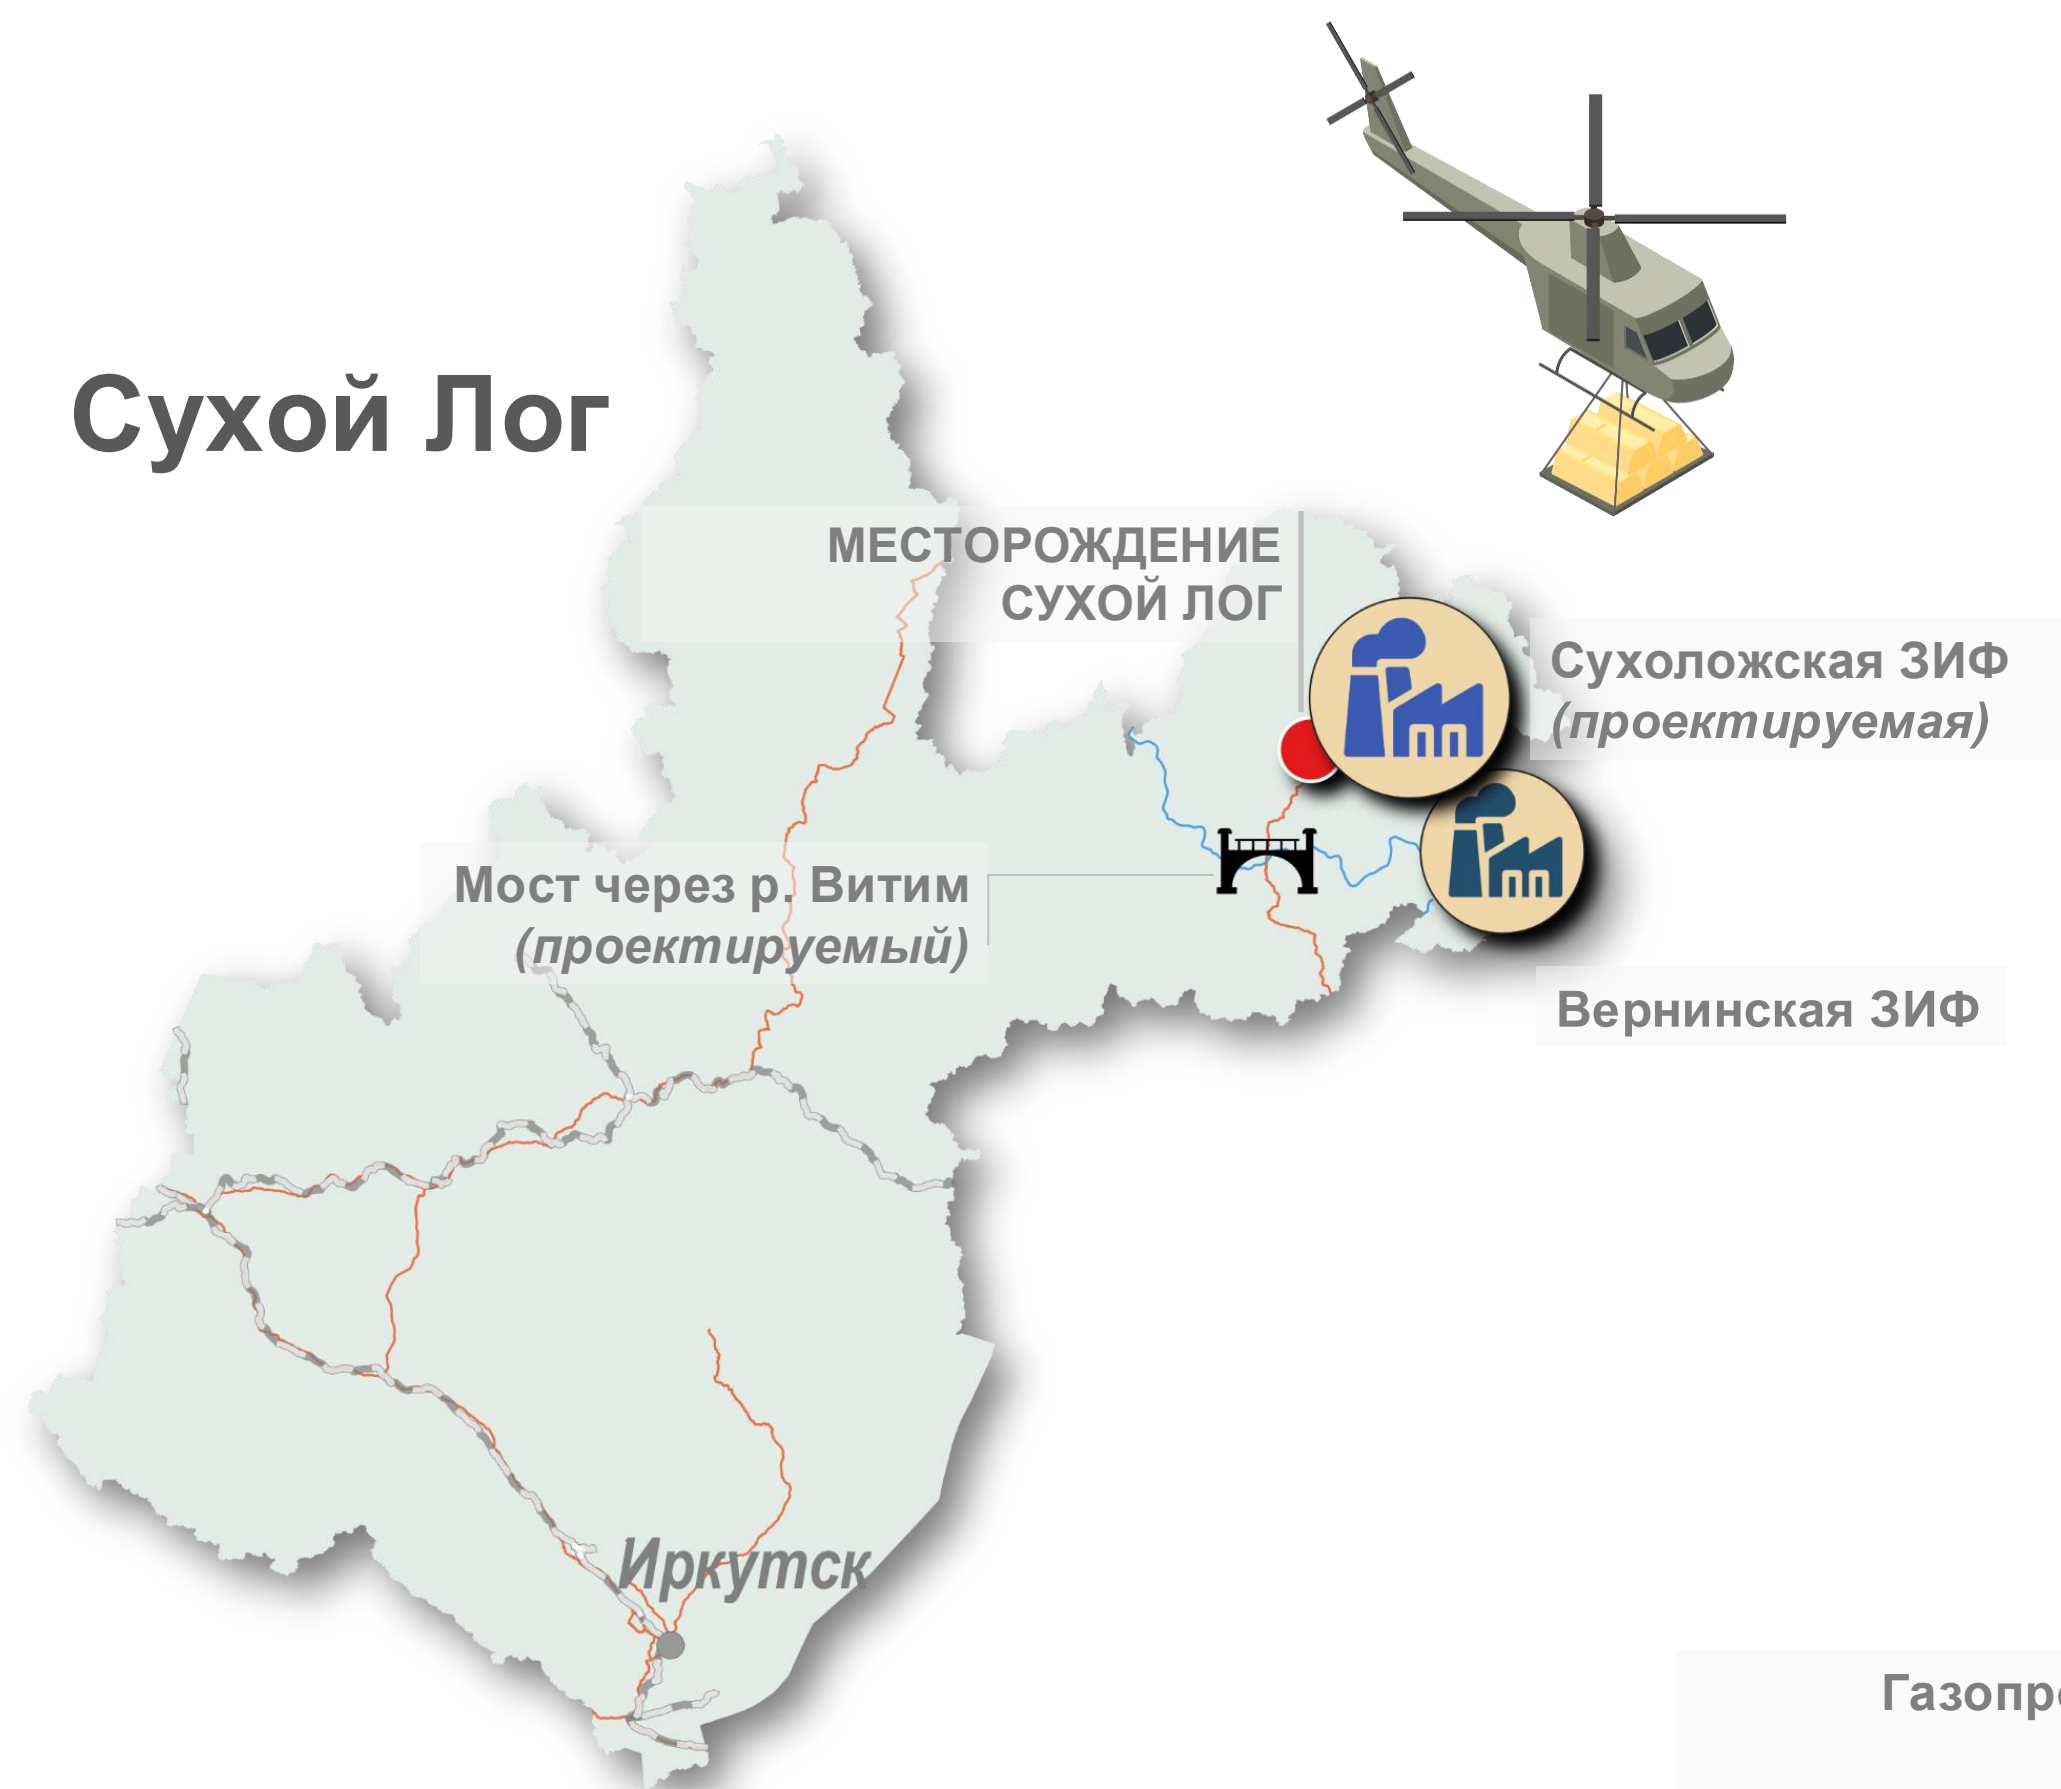 Сухой Лог
МЕСТОРОЖДЕНИЕ
СУХОЙ ЛОГ
Сухоложская ЗИФ
(проектируемая)
Мост через р. Витим
(проектируемый)
Вернинская ЗИФ
Иркутск